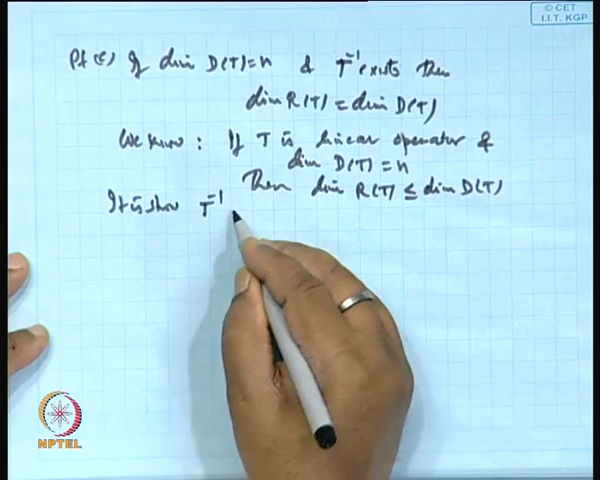 © CET
I.I.T. KGP
Pf (c) If dim D(T)=n & T⁻¹ exists then
dim R(T) = dim D(T)
We know : If T is linear operator &
dim D(T) = n
Then dim R(T) ≤ dim D(T)
It is show T⁻¹
NPTEL